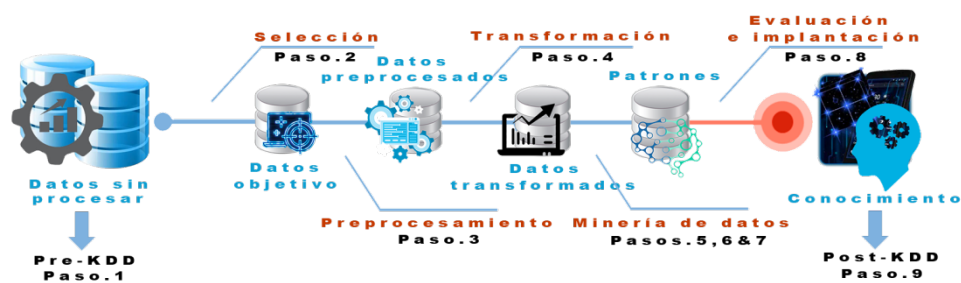 Selección
Paso.2
Transformación
Paso.4
Evaluación
e implantación
Paso.8
Datos
preprocesados
Patrones
Datos sin
procesar
Datos
objetivo
Datos
transformados
Conocimiento
Preprocesamiento
Paso.3
Minería de datos
Pasos.5,6&7
Pre-KDD
Paso.1
Post-KDD
Paso.9